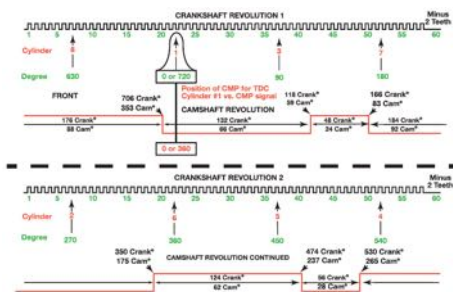 CRANKSHAFT REVOLUTION 1
Minus
2 Teeth
1 5 10 15 20 25 30 35 40 45 50 55 60
Cylinder 8 1 3 7
Degree 630 0 or 720 90 180
Position of CMP for TDC
Cylinder #1 vs. CMP signal
FRONT
706 Crank°
353 Cam°
CAMSHAFT REVOLUTION
118 Crank°
59 Cam°
166 Crank°
83 Cam°
176 Crank° 132 Crank° 48 Crank° 184 Crank°
88 Cam° 66 Cam° 24 Cam° 92 Cam°
0 or 360
CRANKSHAFT REVOLUTION 2
Minus
2 Teeth
1 5 10 15 20 25 30 35 40 45 50 55 60
Cylinder 2 6 5 4
Degree 270 360 450 540
350 Crank°
175 Cam°
CAMSHAFT REVOLUTION CONTINUED
474 Crank°
237 Cam°
530 Crank°
265 Cam°
124 Crank° 56 Crank°
62 Cam° 28 Cam°